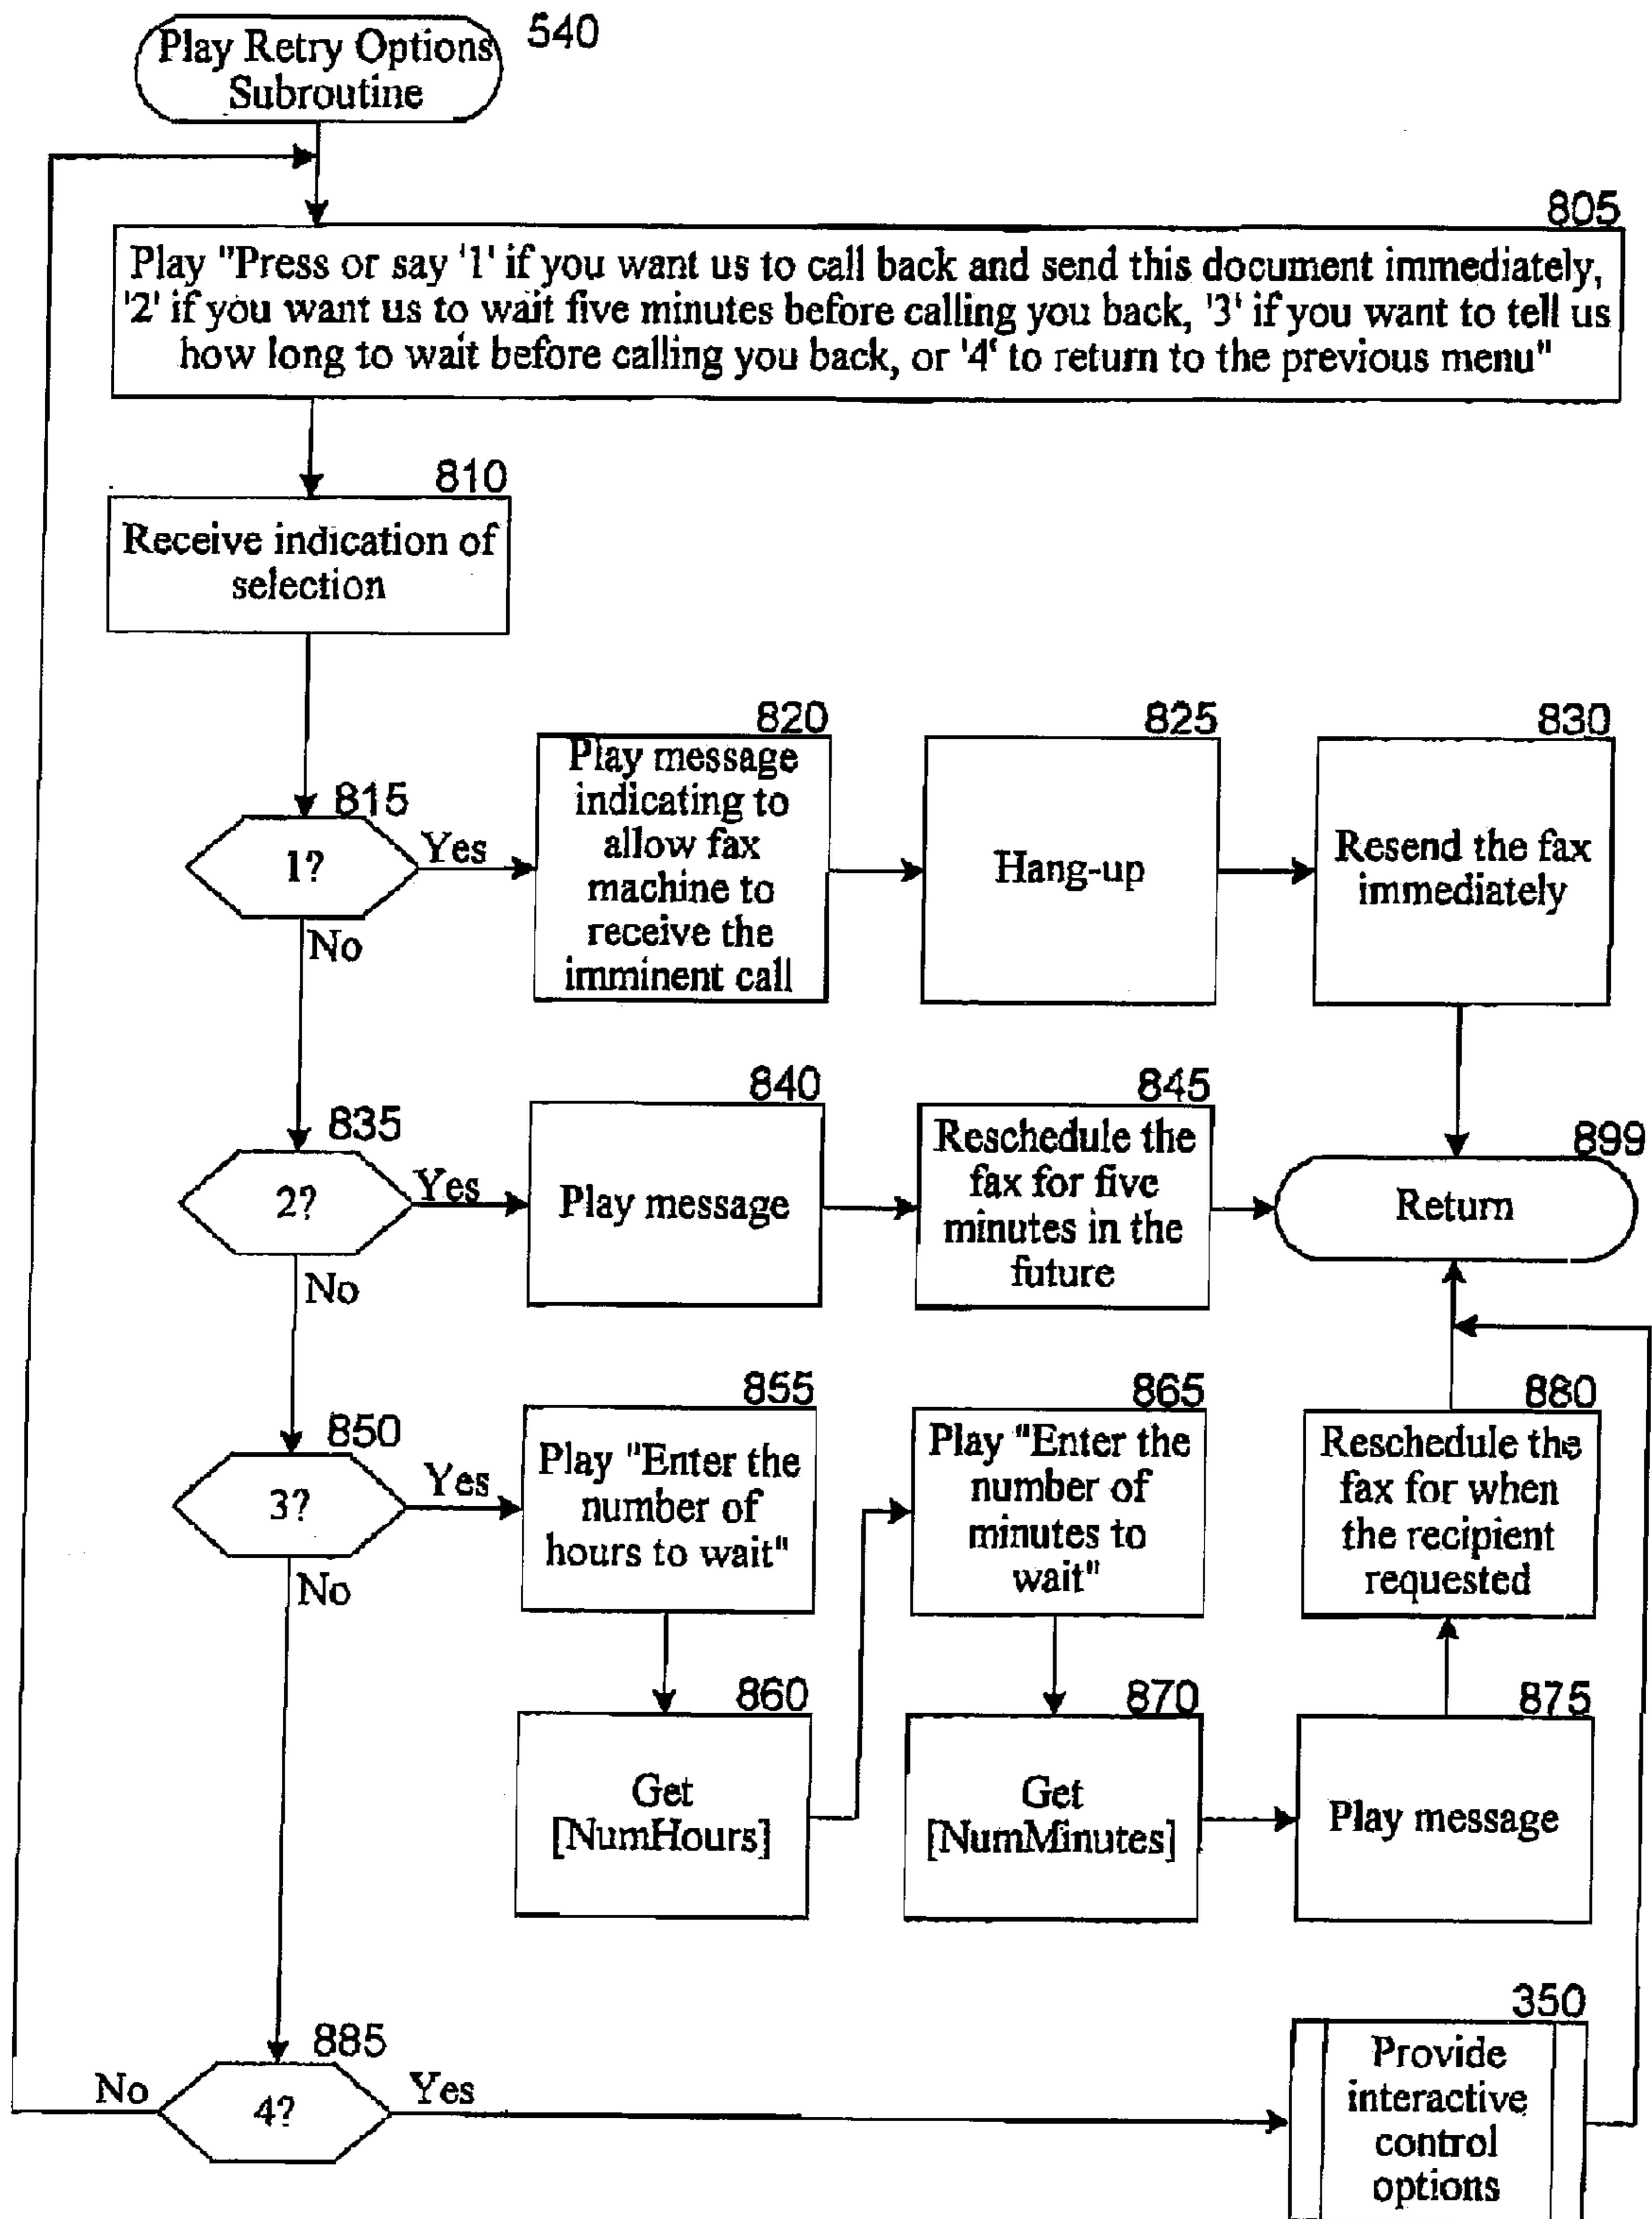 Play Retry Options
Subroutine
540
805
Play "Press or say '1' if you want us to call back and send this document immediately,
'2' if you want us to wait five minutes before calling you back, '3' if you want to tell us
how long to wait before calling you back, or '4' to return to the previous menu"
810
Receive indication of
selection
815
1?
Yes
No
820
Play message
indicating to
allow fax
machine to
receive the
imminent call
825
Hang-up
830
Resend the fax
immediately
835
2?
Yes
No
840
Play message
845
Reschedule the
fax for five
minutes in the
future
899
Return
850
3?
Yes
No
855
Play "Enter the
number of
hours to wait"
860
Get
[NumHours]
865
Play "Enter the
number of
minutes to
wait"
870
Get
[NumMinutes]
875
Play message
880
Reschedule the
fax for when
the recipient
requested
885
4?
No
Yes
350
Provide
interactive
control
options